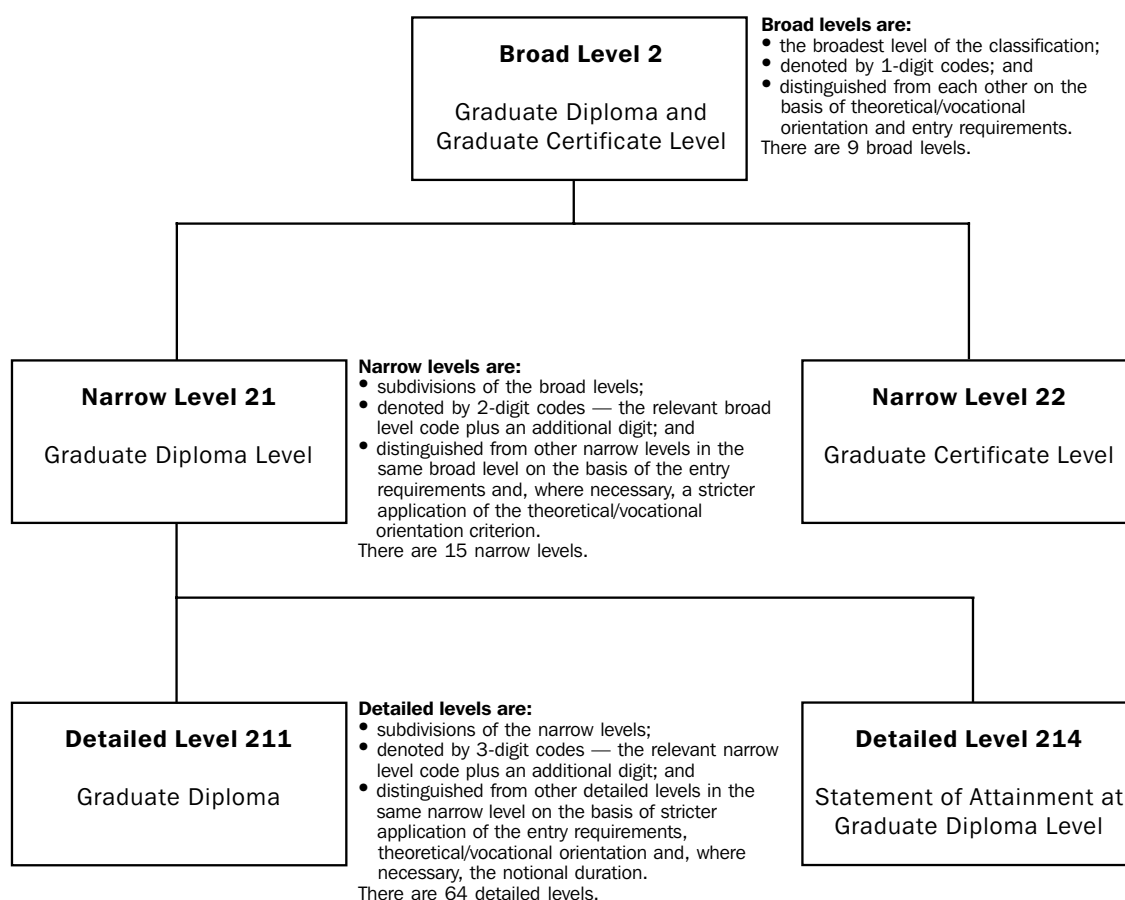 Broad Level 2
Graduate Diploma and
Graduate Certificate Level
Broad levels are:
• the broadest level of the classification;
• denoted by 1-digit codes; and
• distinguished from each other on the
basis of theoretical/vocational
orientation and entry requirements.
There are 9 broad levels.
Narrow Level 21
Graduate Diploma Level
Narrow levels are:
• subdivisions of the broad levels;
• denoted by 2-digit codes — the relevant broad
level code plus an additional digit; and
• distinguished from other narrow levels in the
same broad level on the basis of the entry
requirements and, where necessary, a stricter
application of the theoretical/vocational
orientation criterion.
There are 15 narrow levels.
Narrow Level 22
Graduate Certificate Level
Detailed Level 211
Graduate Diploma
Detailed levels are:
• subdivisions of the narrow levels;
• denoted by 3-digit codes — the relevant narrow
level code plus an additional digit; and
• distinguished from other detailed levels in the
same narrow level on the basis of stricter
application of the entry requirements,
theoretical/vocational orientation and, where
necessary, the notional duration.
There are 64 detailed levels.
Detailed Level 214
Statement of Attainment at
Graduate Diploma Level